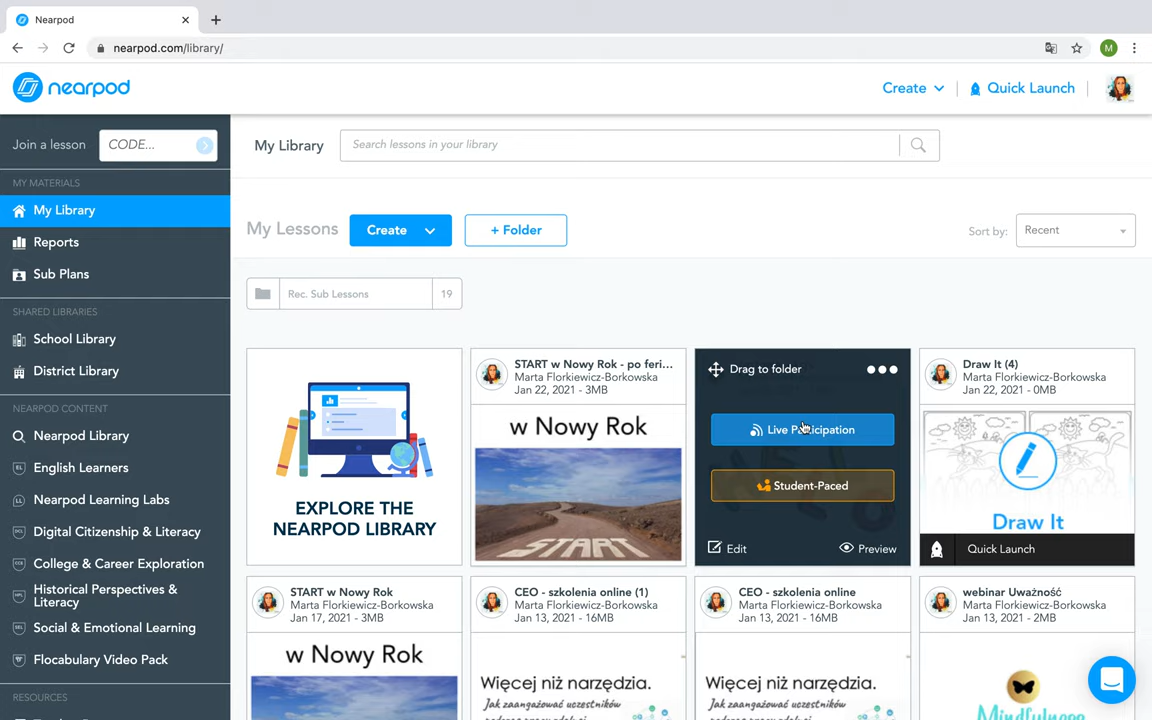 Nearpod
nearpod.com/library/
M
nearpod
Create
Quick Launch
Join a lesson
CODE...
My Library
Search lessons in your library
MY MATERIALS
My Library
Reports
Sub Plans
SHARED LIBRARIES
School Library
District Library
NEARPOD CONTENT
Nearpod Library
English Learners
Nearpod Learning Labs
Digital Citizenship & Literacy
College & Career Exploration
Historical Perspectives &
Literacy
Social & Emotional Learning
Flocabulary Video Pack
RESOURCES
My Lessons
Create
+ Folder
Sort by:
Recent
Rec. Sub Lessons
19
EXPLORE THE
NEARPOD LIBRARY
START w Nowy Rok - po feri...
Marta Florkiewicz-Borkowska
Jan 22, 2021 - 3MB
w Nowy Rok
START
Drag to folder
Live Participation
Student-Paced
Edit
Preview
Draw It (4)
Marta Florkiewicz-Borkowska
Jan 22, 2021 - 0MB
Draw It
Quick Launch
START w Nowy Rok
Marta Florkiewicz-Borkowska
Jan 17, 2021 - 3MB
w Nowy Rok
CEO - szkolenia online (1)
Marta Florkiewicz-Borkowska
Jan 13, 2021 - 16MB
Więcej niż narzędzia.
Jak zaangażować uczestników
CEO - szkolenia online
Marta Florkiewicz-Borkowska
Jan 13, 2021 - 16MB
Więcej niż narzędzia.
Jak zaangażować uczestników
webinar Uważność
Marta Florkiewicz-Borkowska
Jan 13, 2021 - 2MB
Mindfulness